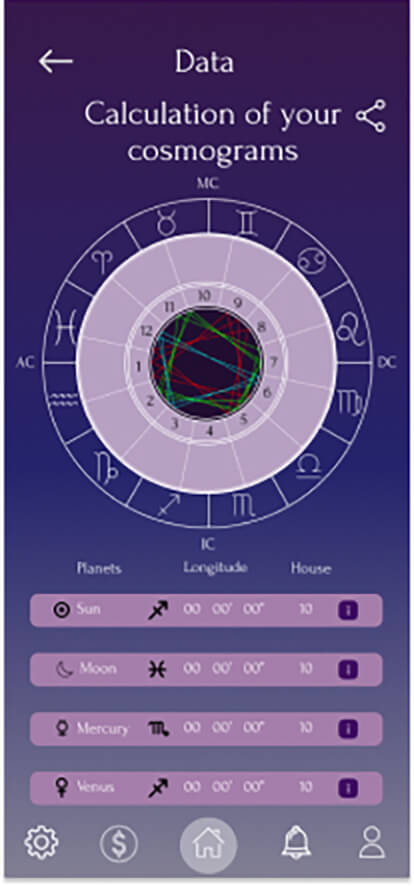 Data
Calculation of your
cosmograms
MC
10
11 9
12 8
AC 1 7 DC
2 6
3 5
4
IC
Planets Longitude House
Sun 00 00' 00" 10 i
Moon 00 00' 00" 10 i
Mercury 00 00' 00" 10 i
Venus 00 00' 00" 10 i
$